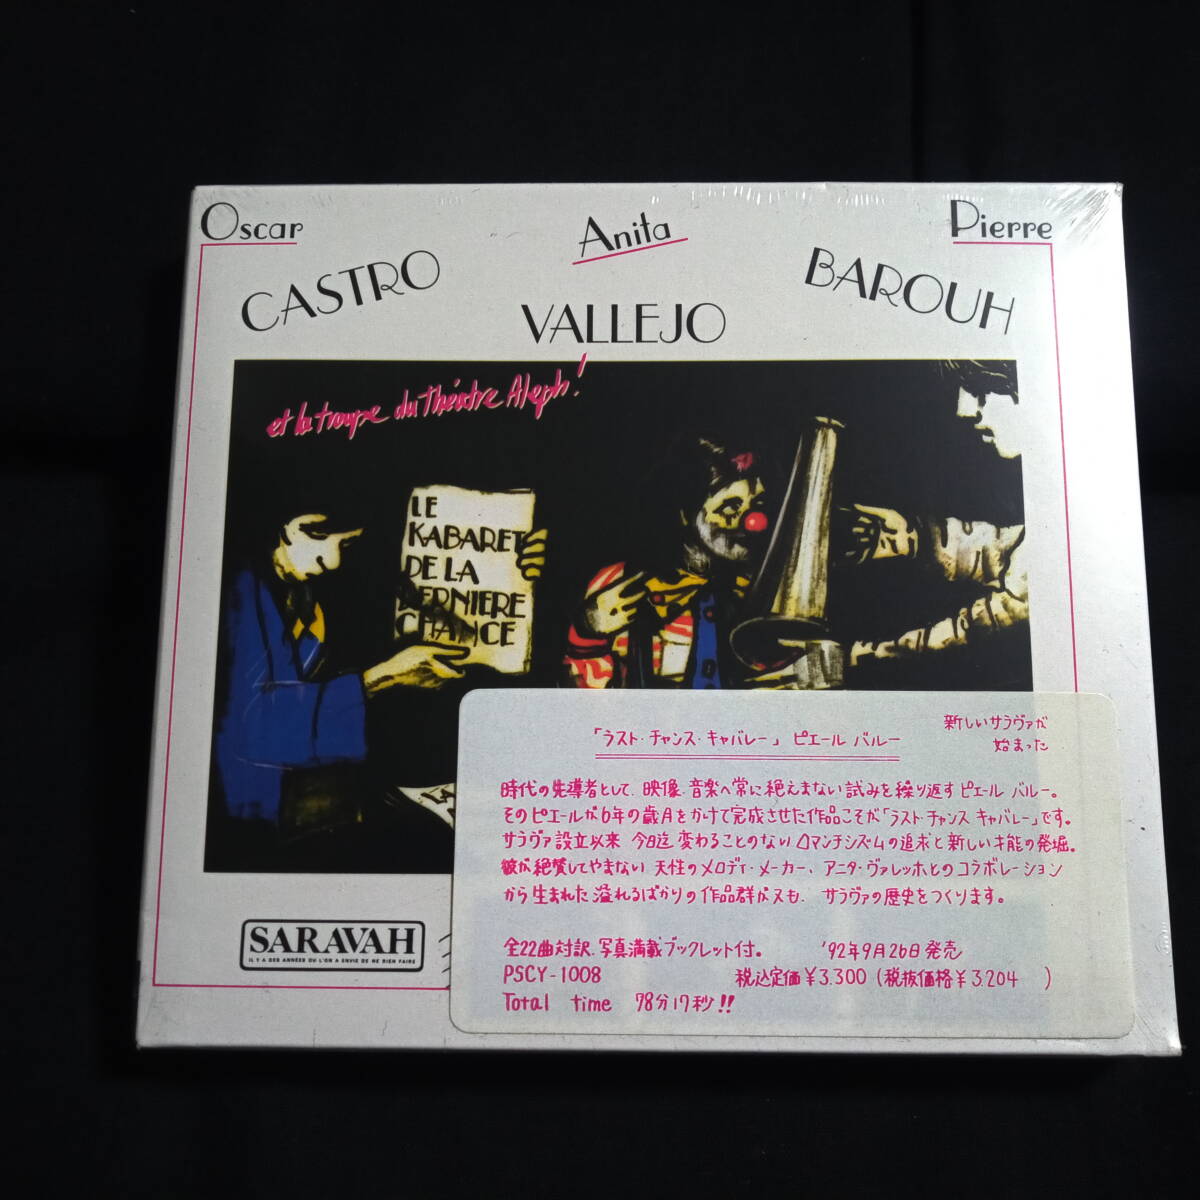 Oscar
CASTRO
Anita
VALLEJO
Pierre
BAROUH
et la troupe du Théâtre Aleph!
LE
KABARET
DE LA
DERNIERE
CHANCE
新しいサラヴァが
始まった
「ラスト・チャンス・キャバレー」 ピエール バルー
時代の先導者として、映像、音楽へ常に絶えまない試みを繰り返すピエール バルー。
そのピエールが6年の歳月をかけて完成させた作品こそが「ラスト・チャンス キャバレー」です。
サラヴァ設立以来 今日迄 変わることのないロマンチシズムの追求と新しい才能の発掘。
彼が絶賛してやまない 天性のメロディ・メーカー、アニタ・ヴァレッホとのコラボレーション
から生まれた溢れるばかりの作品群が又も、 サラヴァの歴史をつくります。
全22曲対訳、写真満載ブックレット付。 '92年9月26日発売
PSCY-1008 税込定価¥3.300 (税抜価格¥3.204 )
Total time 78分17秒!!
SARAVAH
IL Y A DES ANNÉES OU L'ON A ENVIE DE NE RIEN FAIRE